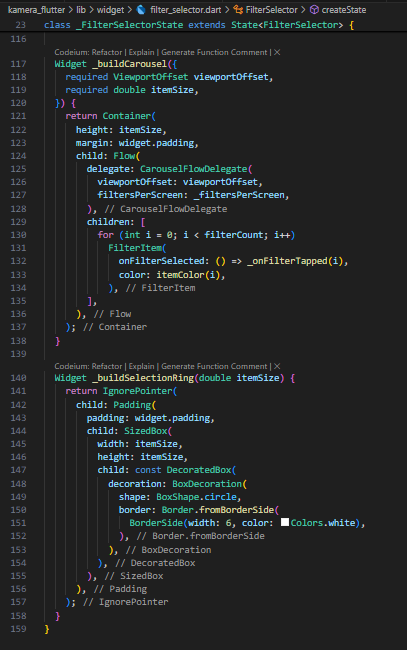 kamera_flutter > lib > widget > filter_selector.dart > FilterSelector > createState
23 class _FilterSelectorState extends State<FilterSelector> {
116
Codeium: Refactor | Explain | Generate Function Comment | ×
117   Widget _buildCarousel({
118     required ViewportOffset viewportOffset,
119     required double itemSize,
120   }) {
121     return Container(
122       height: itemSize,
123       margin: widget.padding,
124       child: Flow(
125         delegate: CarouselFlowDelegate(
126           viewportOffset: viewportOffset,
127           filtersPerScreen: _filtersPerScreen,
128         ), // CarouselFlowDelegate
129         children: [
130           for (int i = 0; i < filterCount; i++)
131             FilterItem(
132               onFilterSelected: () => _onFilterTapped(i),
133               color: itemColor(i),
134             ), // FilterItem
135         ],
136       ), // Flow
137     ); // Container
138   }
139
Codeium: Refactor | Explain | Generate Function Comment | ×
140   Widget _buildSelectionRing(double itemSize) {
141     return IgnorePointer(
142       child: Padding(
143         padding: widget.padding,
144         child: SizedBox(
145           width: itemSize,
146           height: itemSize,
147           child: const DecoratedBox(
148             decoration: BoxDecoration(
149               shape: BoxShape.circle,
150               border: Border.fromBorderSide(
151                 BorderSide(width: 6, color: Colors.white),
152               ), // Border.fromBorderSide
153             ), // BoxDecoration
154           ), // DecoratedBox
155         ), // SizedBox
156       ), // Padding
157     ); // IgnorePointer
158   }
159 }